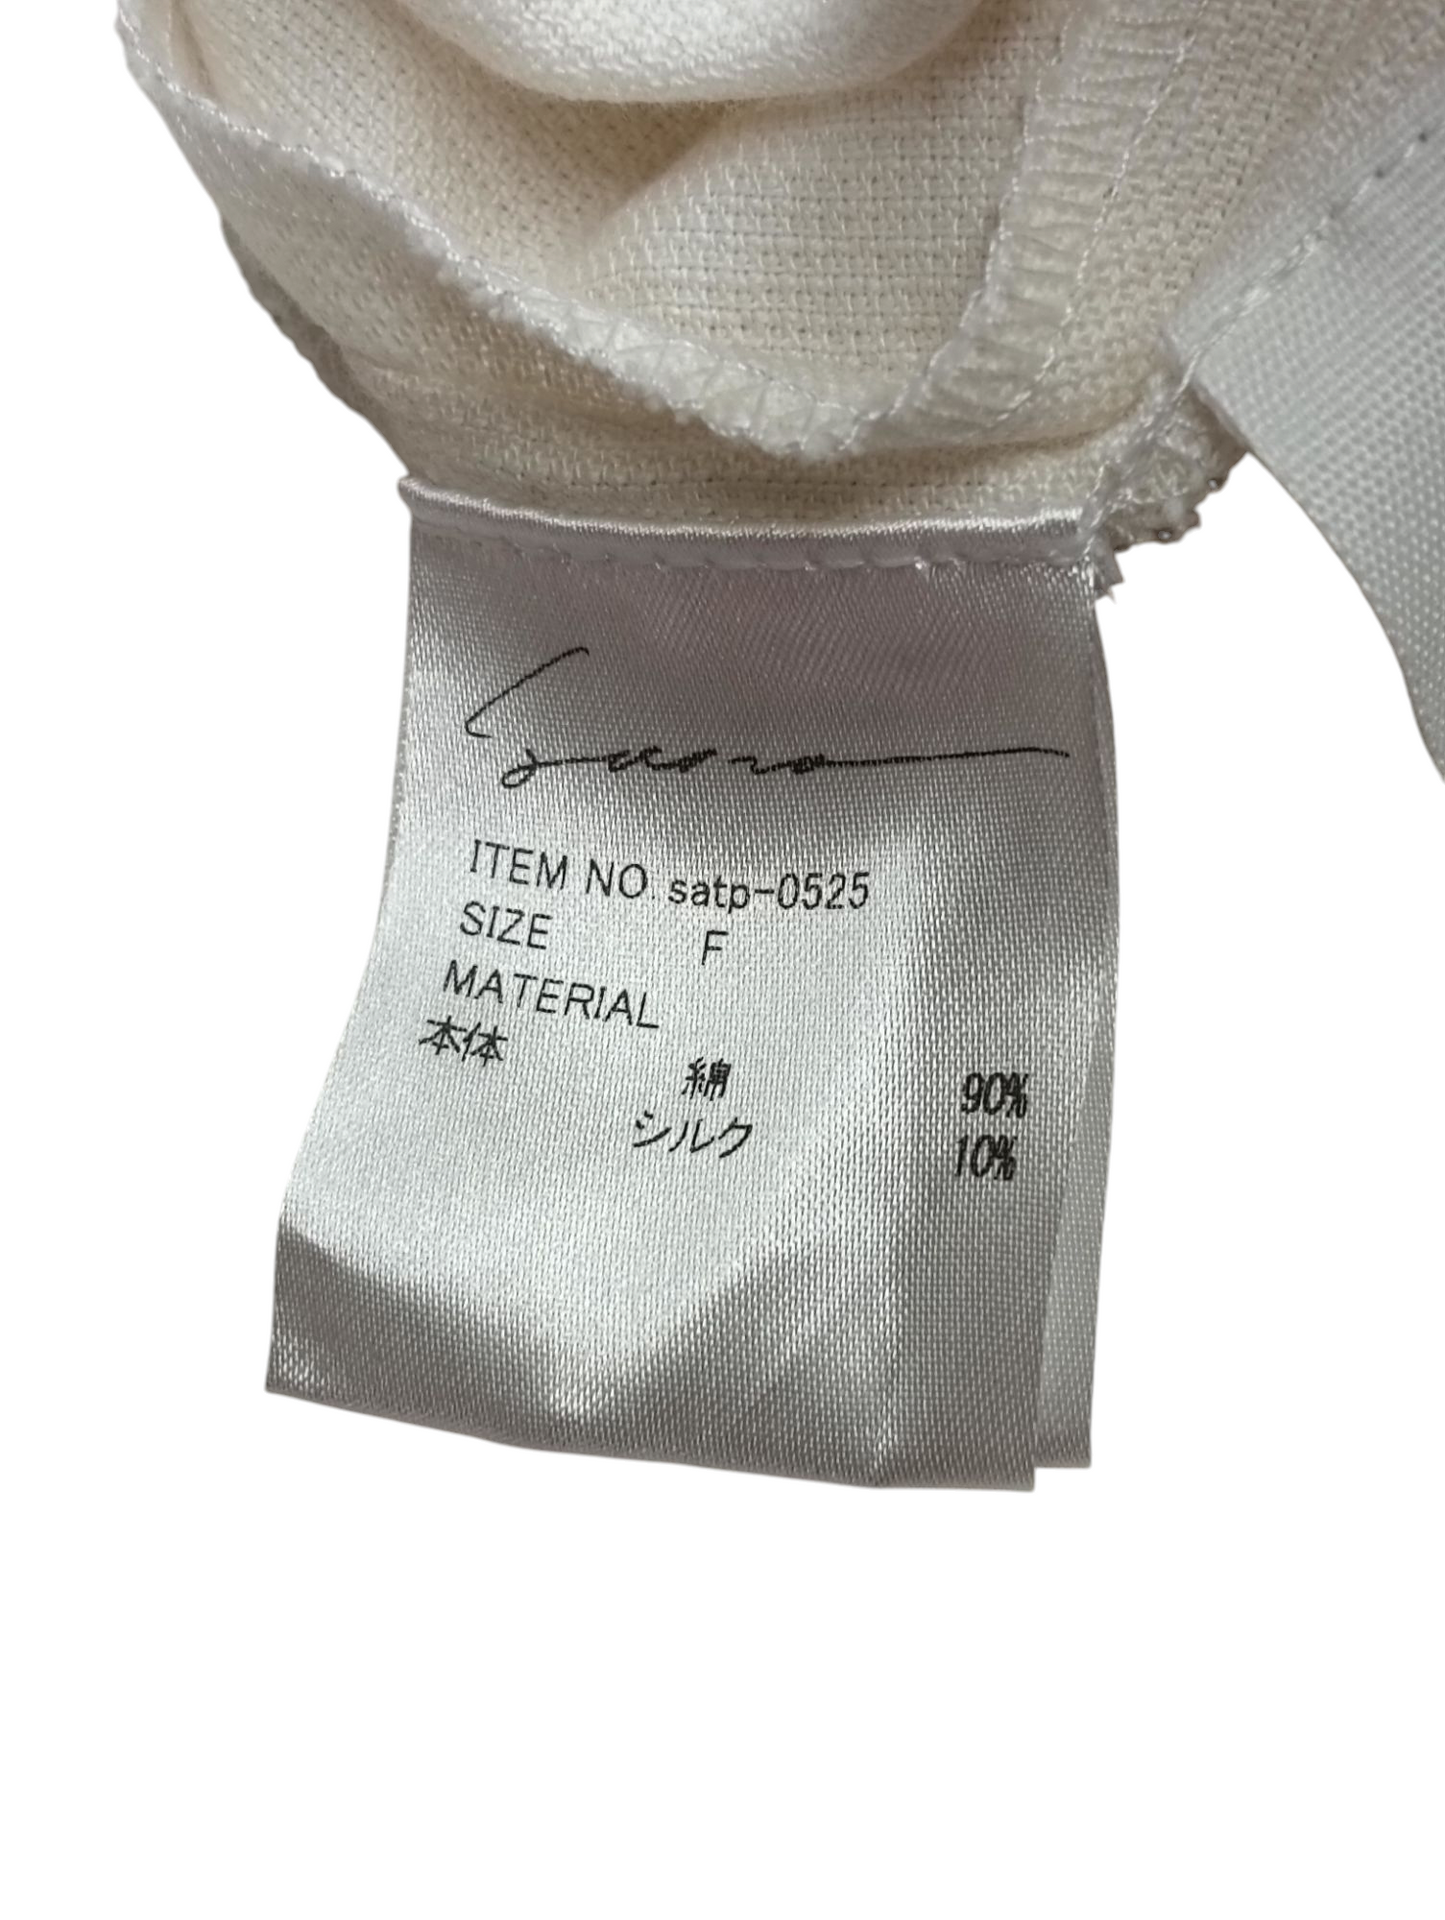 ITEM NO. satp-0525
SIZE F
MATERIAL
本体
綿 90%
シルク 10%